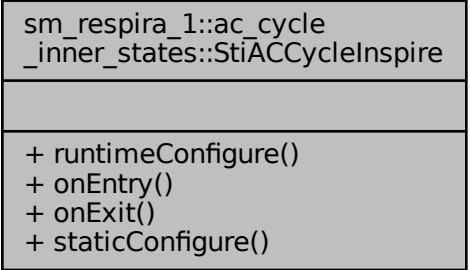 sm_respira_1::ac_cycle
_inner_states::StiACCycleInspire
+ runtimeConfigure()
+ onEntry()
+ onExit()
+ staticConfigure()